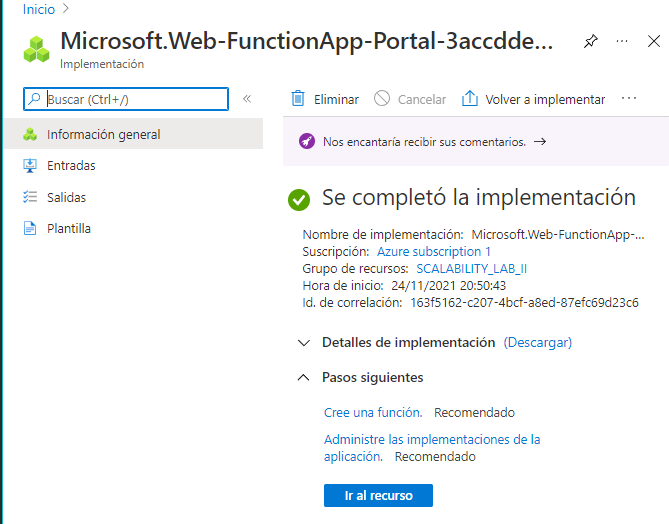 Inicio >
Microsoft.Web-FunctionApp-Portal-3accdde...
Implementación
Buscar (Ctrl+/)
Información general
Entradas
Salidas
Plantilla
Eliminar Cancelar Volver a implementar
Nos encantaría recibir sus comentarios. →
Se completó la implementación
Nombre de implementación: Microsoft.Web-FunctionApp-...
Suscripción: Azure subscription 1
Grupo de recursos: SCALABILITY_LAB_II
Hora de inicio: 24/11/2021 20:50:43
Id. de correlación: 163f5162-c207-4bcf-a8ed-87efc69d23c6
Detalles de implementación (Descargar)
Pasos siguientes
Cree una función. Recomendado
Administre las implementaciones de la
aplicación. Recomendado
Ir al recurso